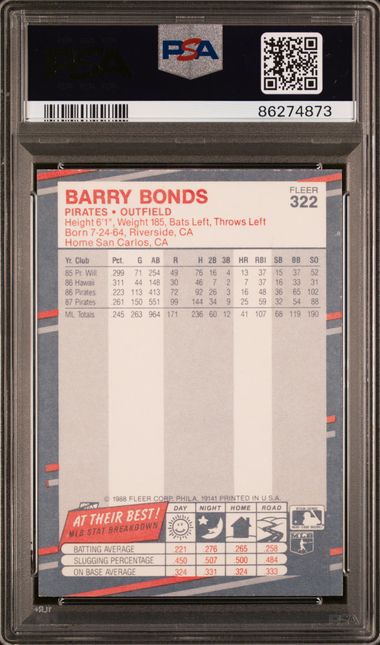 PSA
PSA
86274873
BARRY BONDS
FLEER
322
PIRATES • OUTFIELD
Height 6'1", Weight 185, Bats Left, Throws Left
Born 7-24-64, Riverside, CA
Home San Carlos, CA
Yr. Club Pct. G AB R H 2B 3B HR RBI SB BB SO
85 Pr. Will 299 71 254 49 76 16 4 13 37 15 37 52
86 Hawaii 311 44 148 30 46 7 2 7 37 16 33 31
86 Pirates 223 113 413 72 92 26 3 16 48 36 65 102
87 Pirates 261 150 551 99 144 34 9 25 59 32 54 88
ML Totals 245 263 964 171 236 60 12 41 107 68 119 190
© 1988 FLEER CORP. PHILA. 19141 PRINTED IN U.S.A.
AT THEIR BEST!
MLB STAT BREAKDOWN
DAY NIGHT HOME ROAD
BATTING AVERAGE 221 276 265 258
SLUGGING PERCENTAGE 450 507 500 484
ON BASE AVERAGE 324 331 324 333